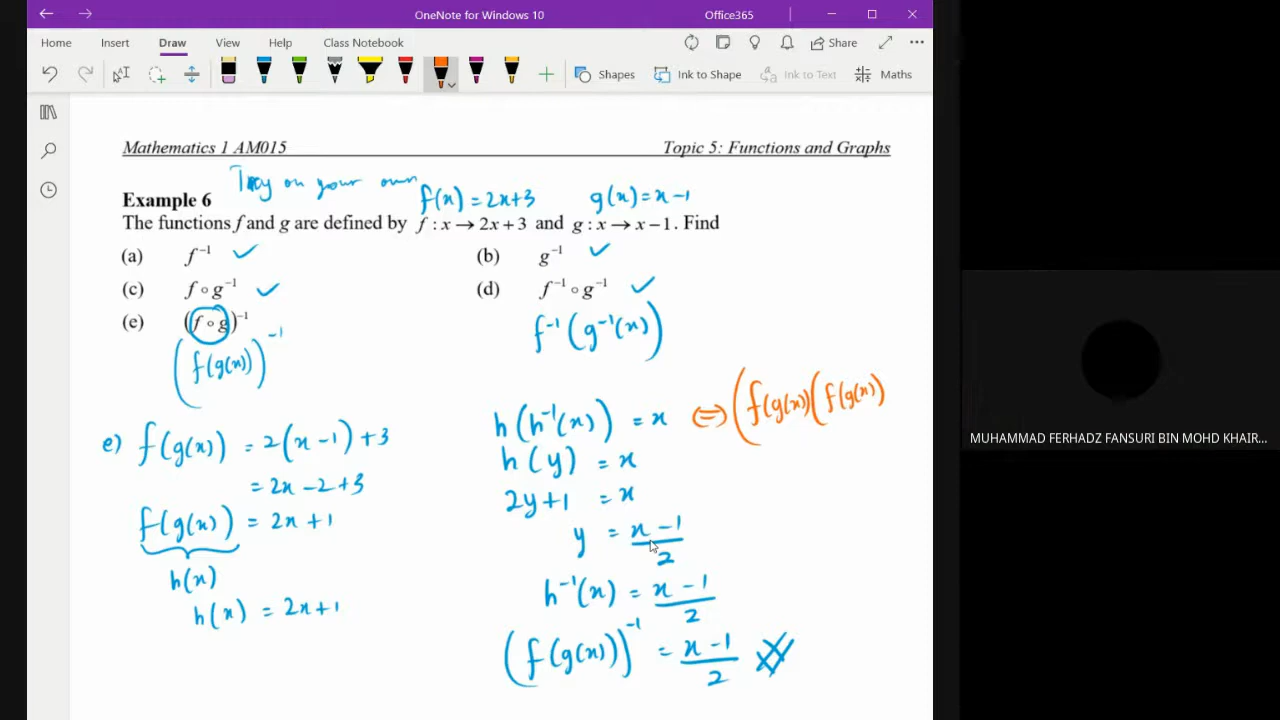 OneNote for Windows 10
Office365
Home Insert Draw View Help Class Notebook
Share
Shapes Ink to Shape Ink to Text Maths
Mathematics 1 AM015 Topic 5: Functions and Graphs
Try on your own
f(x) = 2x+3 g(x) = x-1
Example 6
The functions f and g are defined by f : x → 2x + 3 and g : x → x − 1. Find
(a) f⁻¹ ✓ (b) g⁻¹ ✓
(c) f ∘ g⁻¹ ✓ (d) f⁻¹ ∘ g⁻¹ ✓
(e) (f ∘ g)⁻¹
f⁻¹(g⁻¹(x))
(f(g(x)))⁻¹
e) f(g(x)) = 2(x-1)+3
= 2x-2+3
f(g(x)) = 2x+1
h(x)
h(x) = 2x+1
h(h⁻¹(x)) = x ⇔ (f(g(x)(f(g(x))
h(y) = x
2y+1 = x
y = x-1/2
h⁻¹(x) = x-1/2
(f(g(x)))⁻¹ = x-1/2
MUHAMMAD FERHADZ FANSURI BIN MOHD KHAIR...